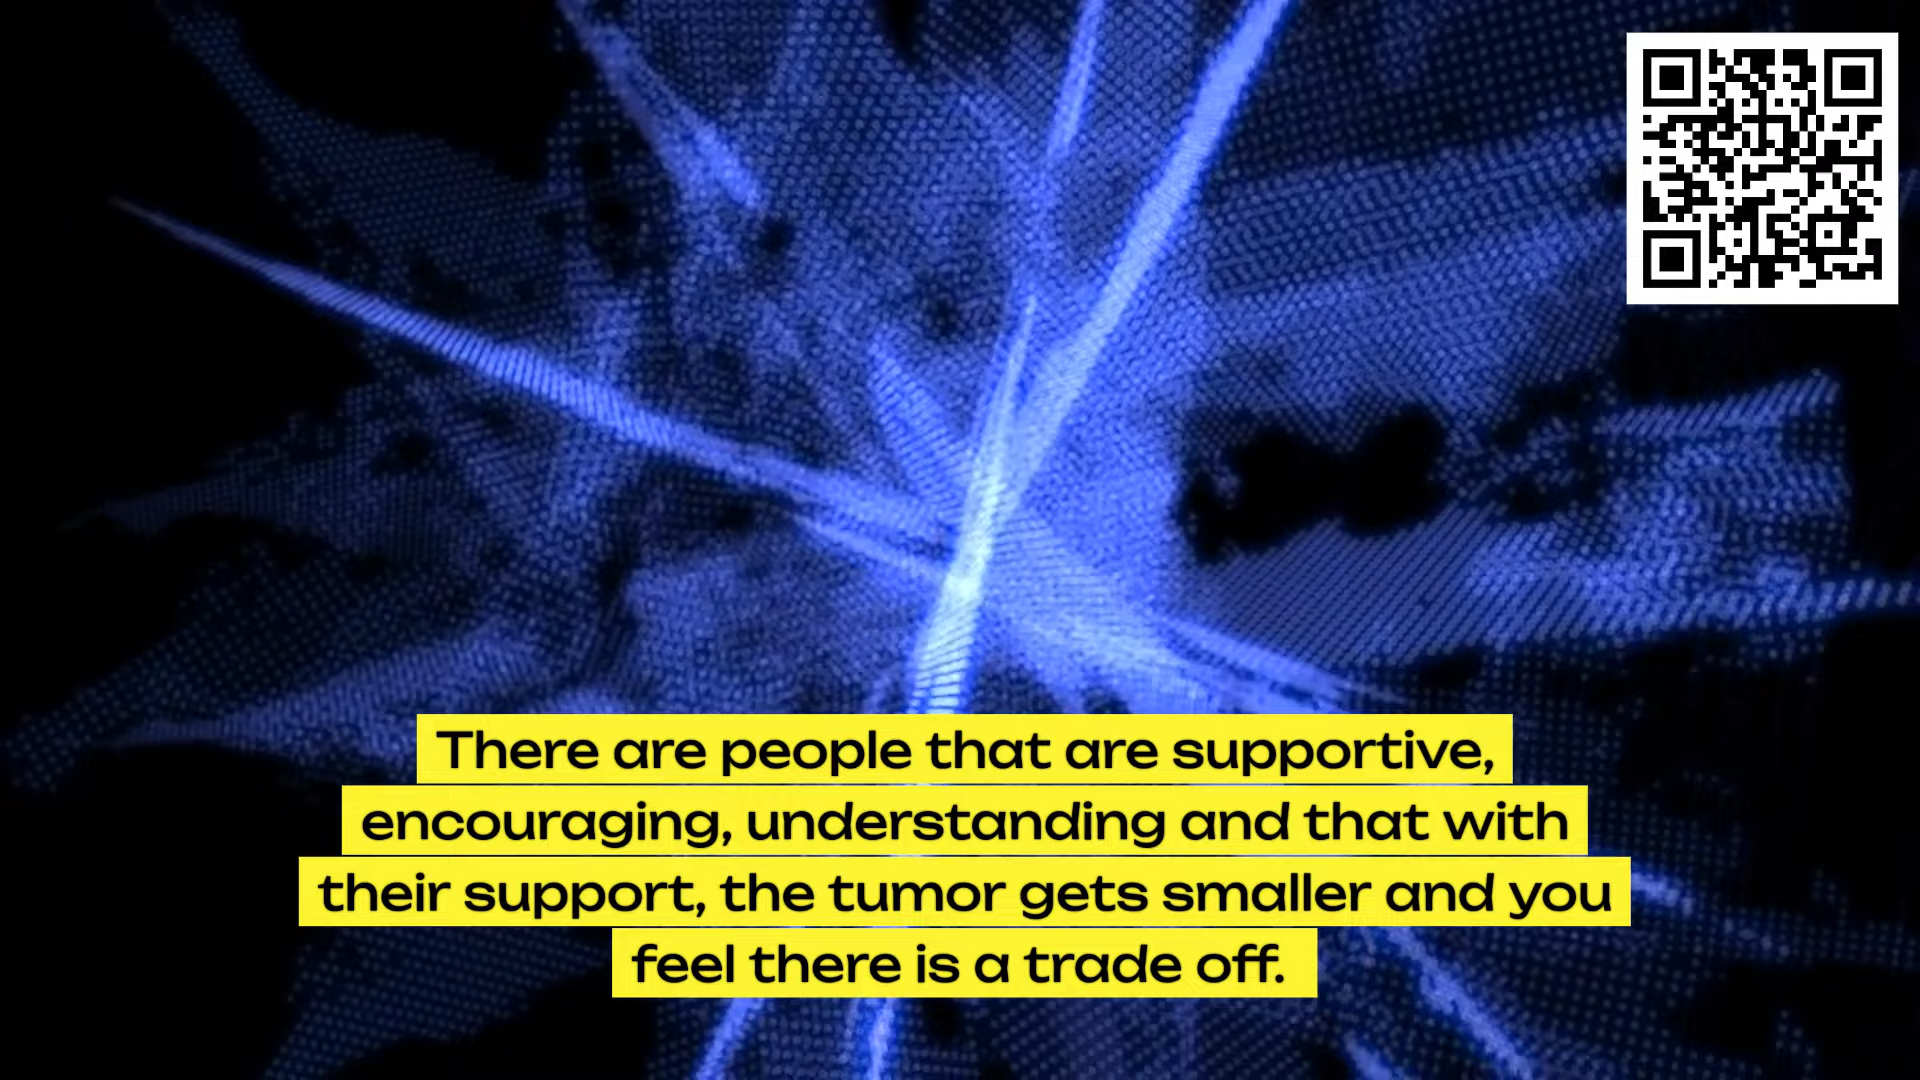 There are people that are supportive,
encouraging, understanding and that with
their support, the tumor gets smaller and you
feel there is a trade off.